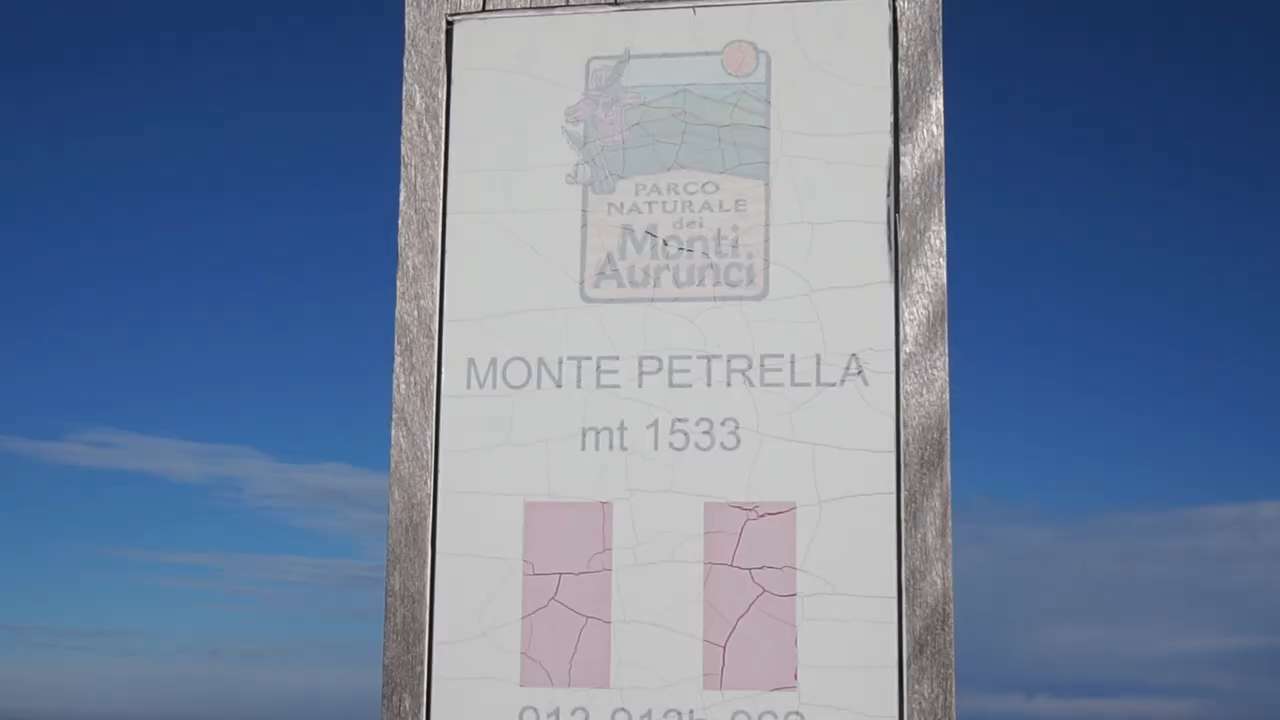 PARCO
NATURALE
dei
Monti
Aurunci
MONTE PETRELLA
mt 1533